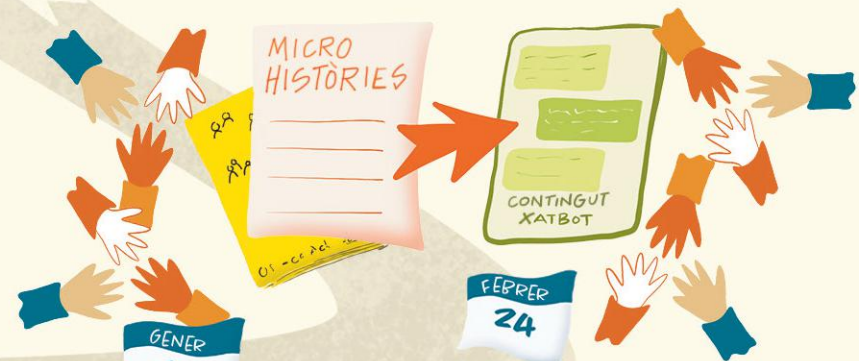 MICRO
HISTÒRIES
CONTINGUT
XATBOT
GENER
FEBRER
24